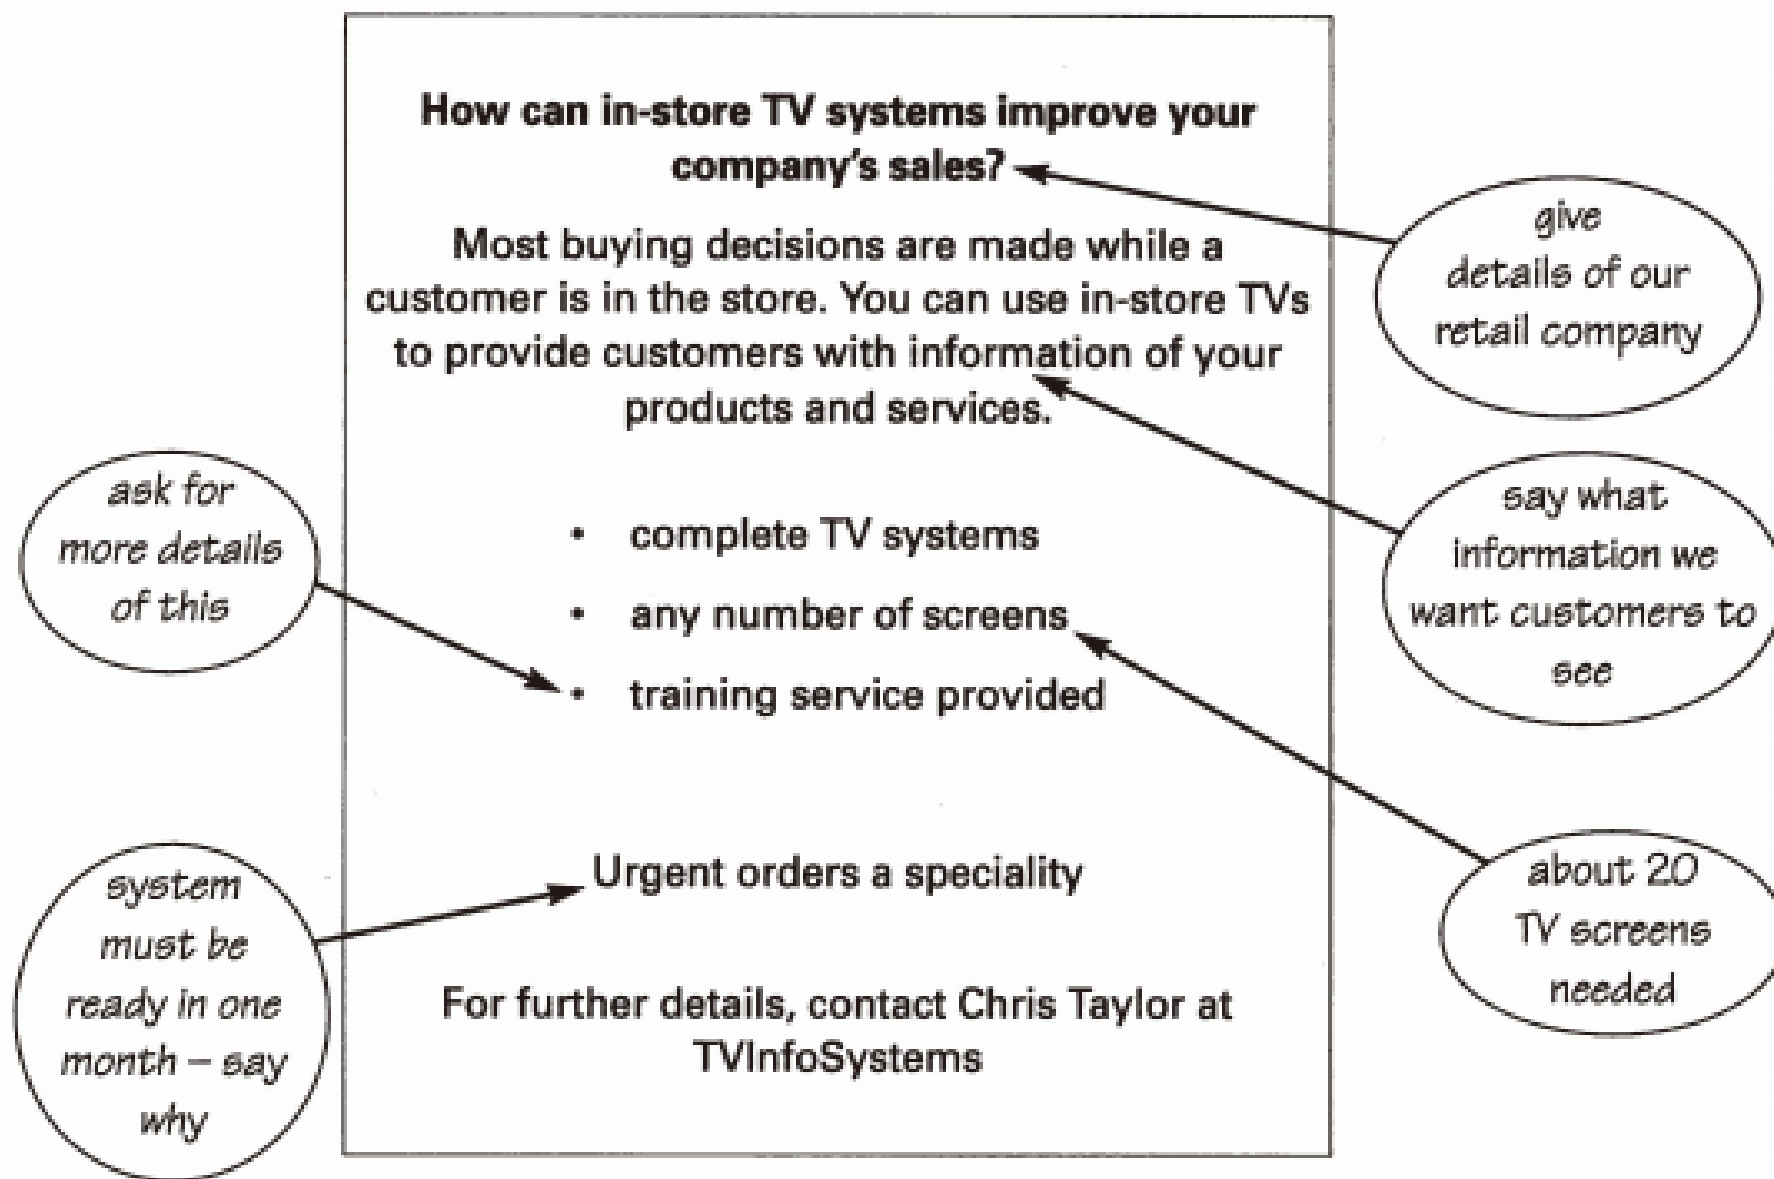 How can in-store TV systems improve your
company's sales?
Most buying decisions are made while a
customer is in the store. You can use in-store TVs
to provide customers with information of your
products and services.
• complete TV systems
• any number of screens
• training service provided
Urgent orders a speciality
For further details, contact Chris Taylor at
TVInfoSystems
give
details of our
retail company
say what
information we
want customers to
see
about 20
TV screens
needed
ask for
more details
of this
system
must be
ready in one
month – say
why